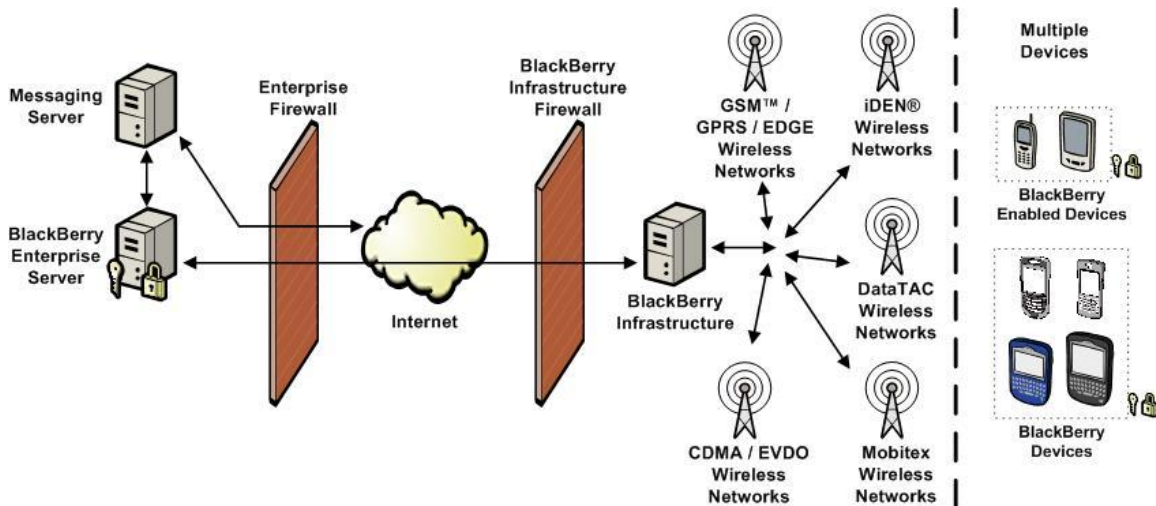 Messaging
Server
BlackBerry
Enterprise
Server
Enterprise
Firewall
Internet
BlackBerry
Infrastructure
Firewall
BlackBerry
Infrastructure
GSM™ /
GPRS / EDGE
Wireless
Networks
iDEN®
Wireless
Networks
DataTAC
Wireless
Networks
CDMA / EVDO
Wireless
Networks
Mobitex
Wireless
Networks
Multiple
Devices
BlackBerry
Enabled Devices
BlackBerry
Devices